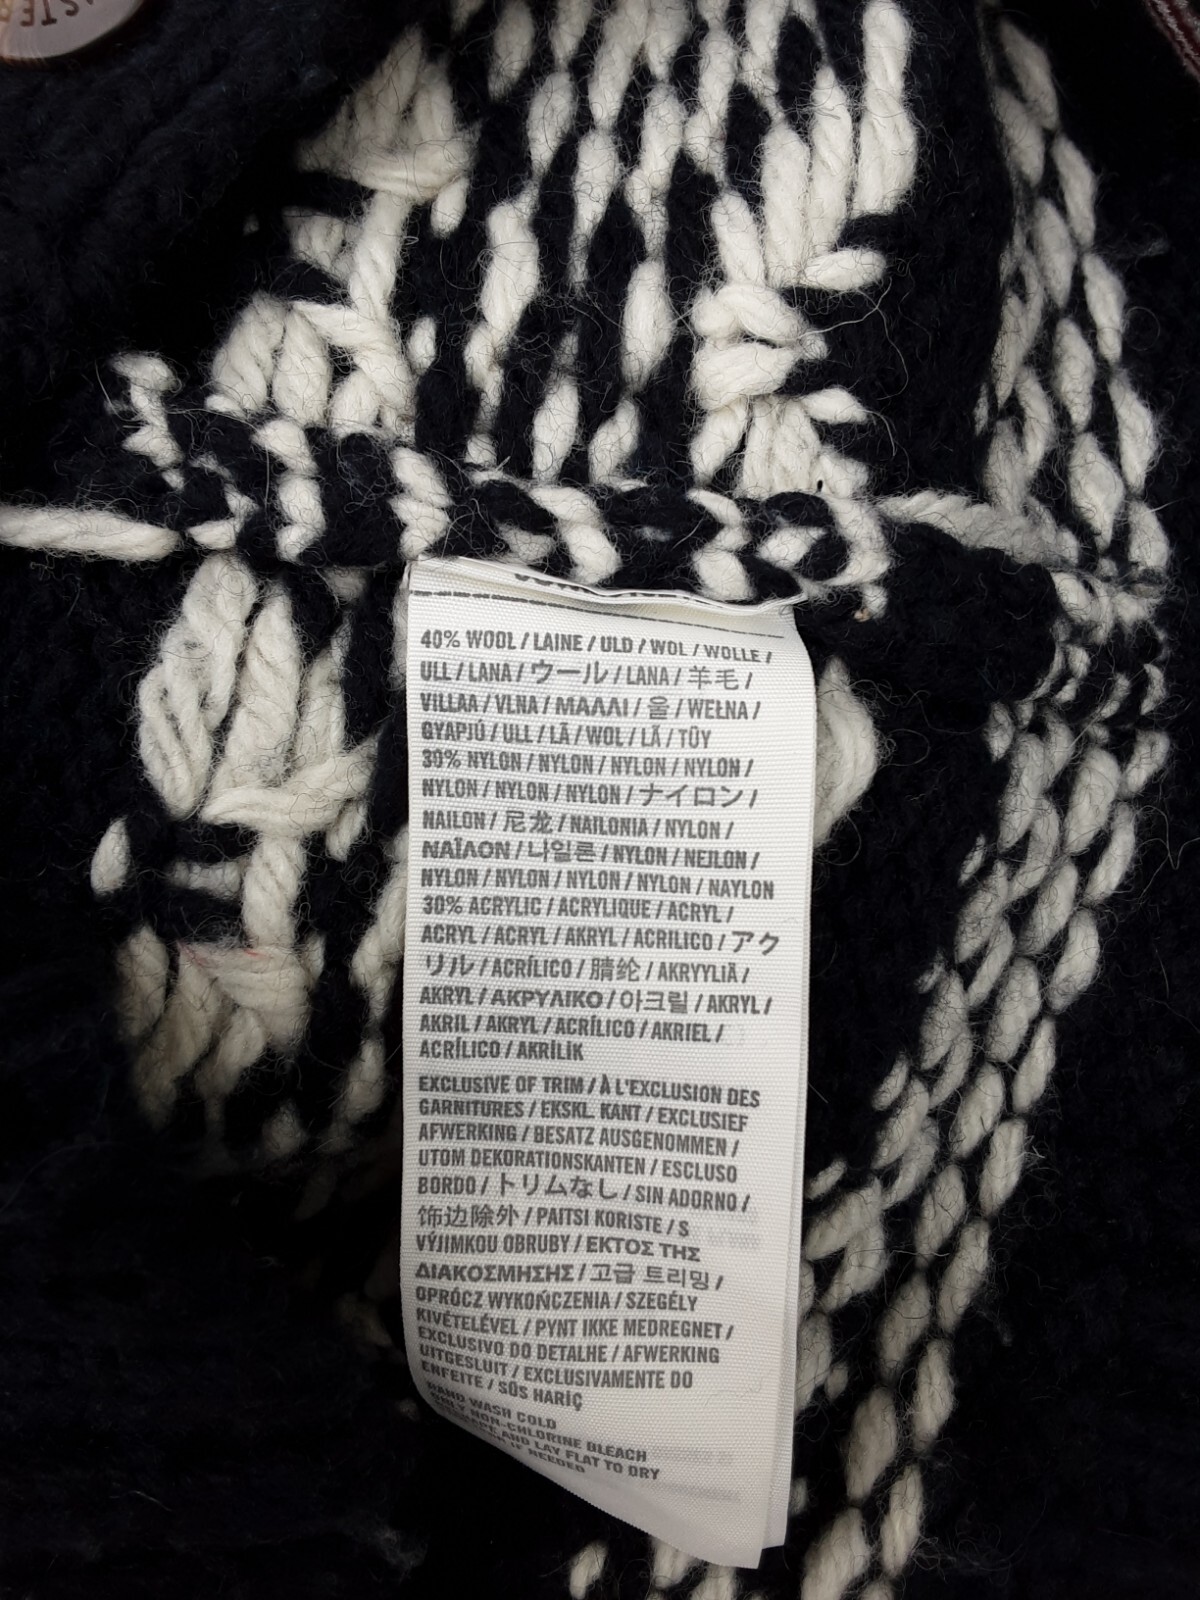 40% WOOL / LAINE / ULD / WOL / WOLLE /
ULL / LANA / ウール / LANA / 羊毛 /
VILLAA / VLNA / ΜΑΛΛΙ / 울 / WEŁNA /
GYAPJÚ / ULL / LÃ / WOL / LÃ / TÜY
30% NYLON / NYLON / NYLON / NYLON /
NYLON / NYLON / NYLON / ナイロン /
NAILON / 尼龙 / NAILONIA / NYLON /
ΝΑΪΛΟΝ / 나일론 / NYLON / NEJLON /
NYLON / NYLON / NYLON / NYLON / NAYLON
30% ACRYLIC / ACRYLIQUE / ACRYL /
ACRYL / ACRYL / AKRYL / ACRILICO / アク
リル / ACRÍLICO / 腈纶 / AKRYYLIÄ /
AKRYL / ΑΚΡΥΛΙΚΟ / 아크릴 / AKRYL /
AKRIL / AKRYL / ACRÍLICO / AKRIEL /
ACRÍLICO / AKRİLİK
EXCLUSIVE OF TRIM / À L'EXCLUSION DES
GARNITURES / EKSKL. KANT / EXCLUSIEF
AFWERKING / BESATZ AUSGENOMMEN /
UTOM DEKORATIONSKANTEN / ESCLUSO
BORDO / トリムなし / SIN ADORNO /
饰边除外 / PAITSI KORISTE / S
VÝJIMKOU OBRUBY / ΕΚΤΟΣ ΤΗΣ
ΔΙΑΚΟΣΜΗΣΗΣ / 고급 트리밍 /
OPRÓCZ WYKOŃCZENIA / SZEGÉLY
KIVÉTELÉVEL / PYNT IKKE MEDREGNET /
EXCLUSIVO DO DETALHE / AFWERKING
UITGESLUIT / EXCLUSIVAMENTE DO
ENFEITE / SÜS HARİÇ
HAND WASH COLD
ONLY NON-CHLORINE BLEACH
AND LAY FLAT TO DRY
IF NEEDED